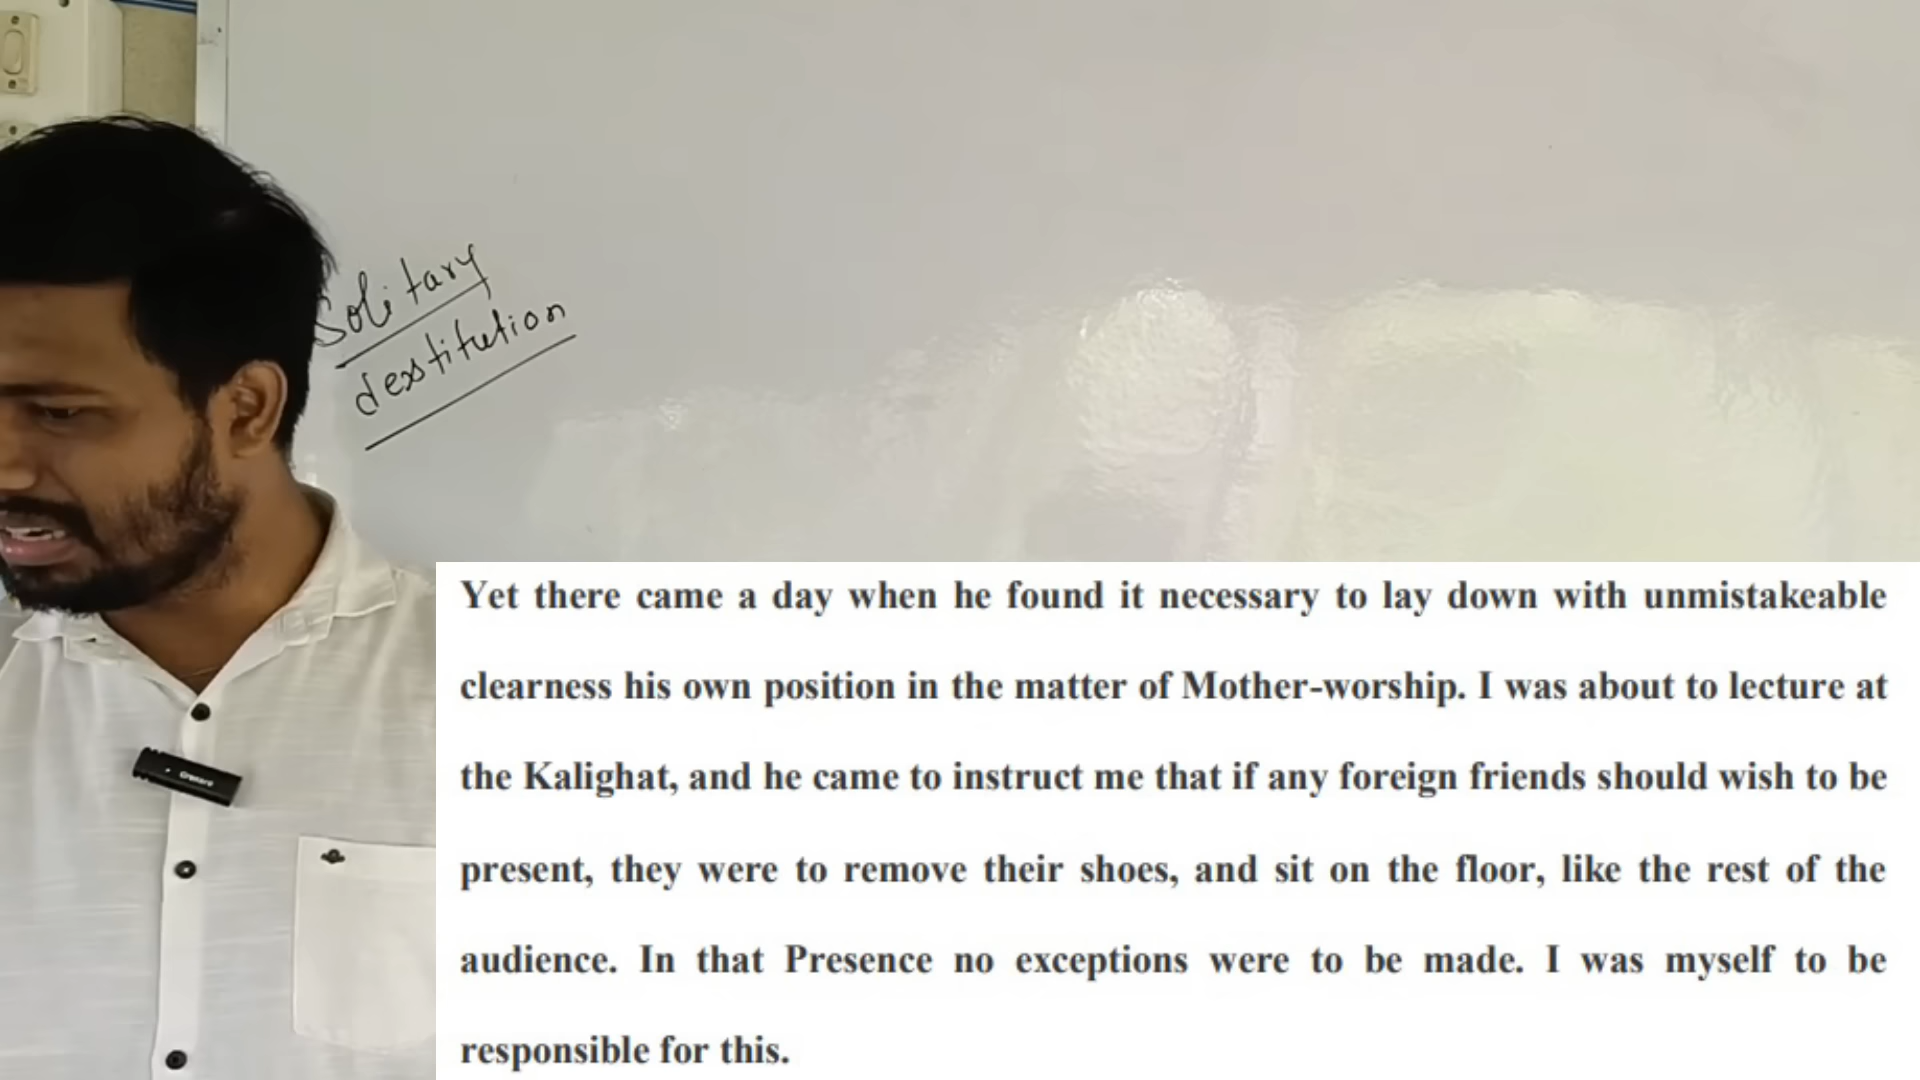 Solitary
destitution
Yet there came a day when he found it necessary to lay down with unmistakeable
clearness his own position in the matter of Mother-worship. I was about to lecture at
the Kalighat, and he came to instruct me that if any foreign friends should wish to be
present, they were to remove their shoes, and sit on the floor, like the rest of the
audience. In that Presence no exceptions were to be made. I was myself to be
responsible for this.